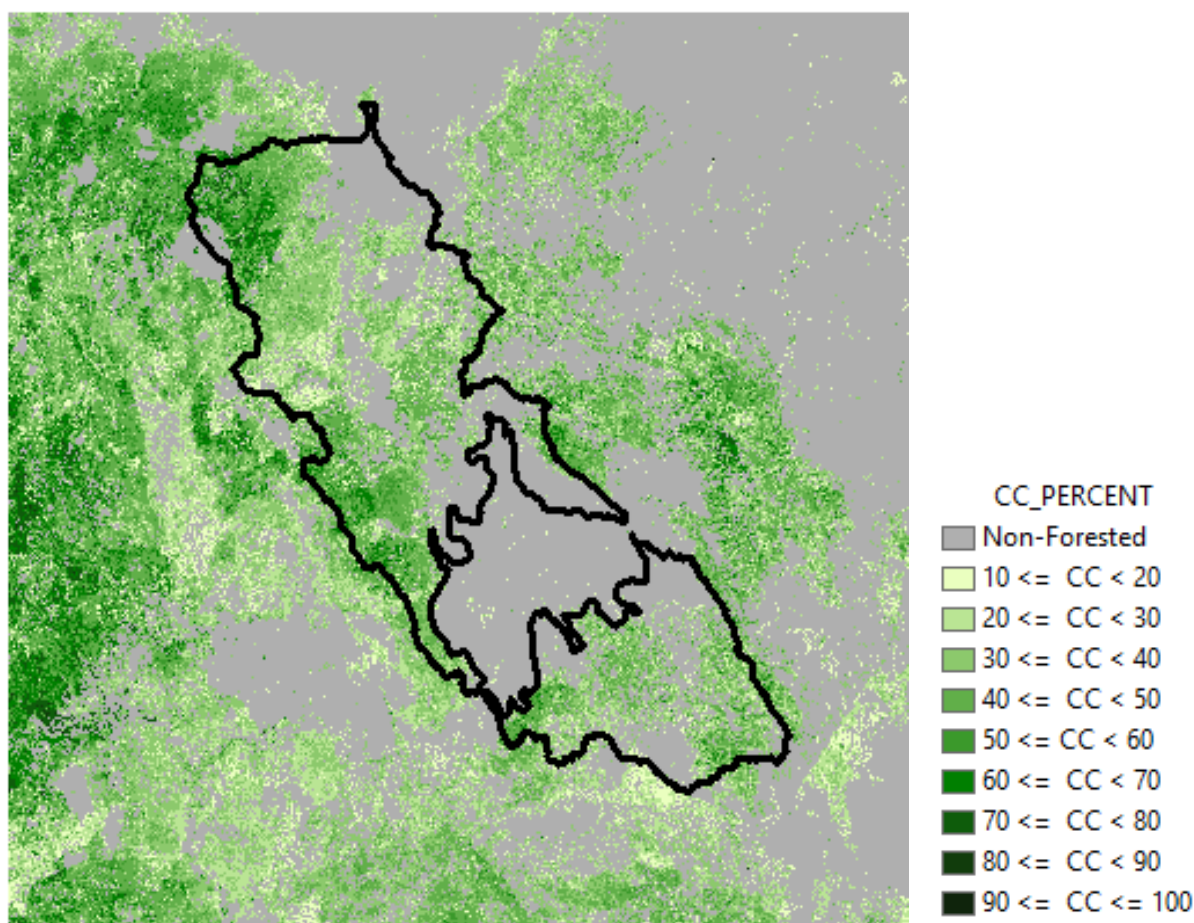 CC_PERCENT
Non-Forested
10 <= CC < 20
20 <= CC < 30
30 <= CC < 40
40 <= CC < 50
50 <= CC < 60
60 <= CC < 70
70 <= CC < 80
80 <= CC < 90
90 <= CC <= 100